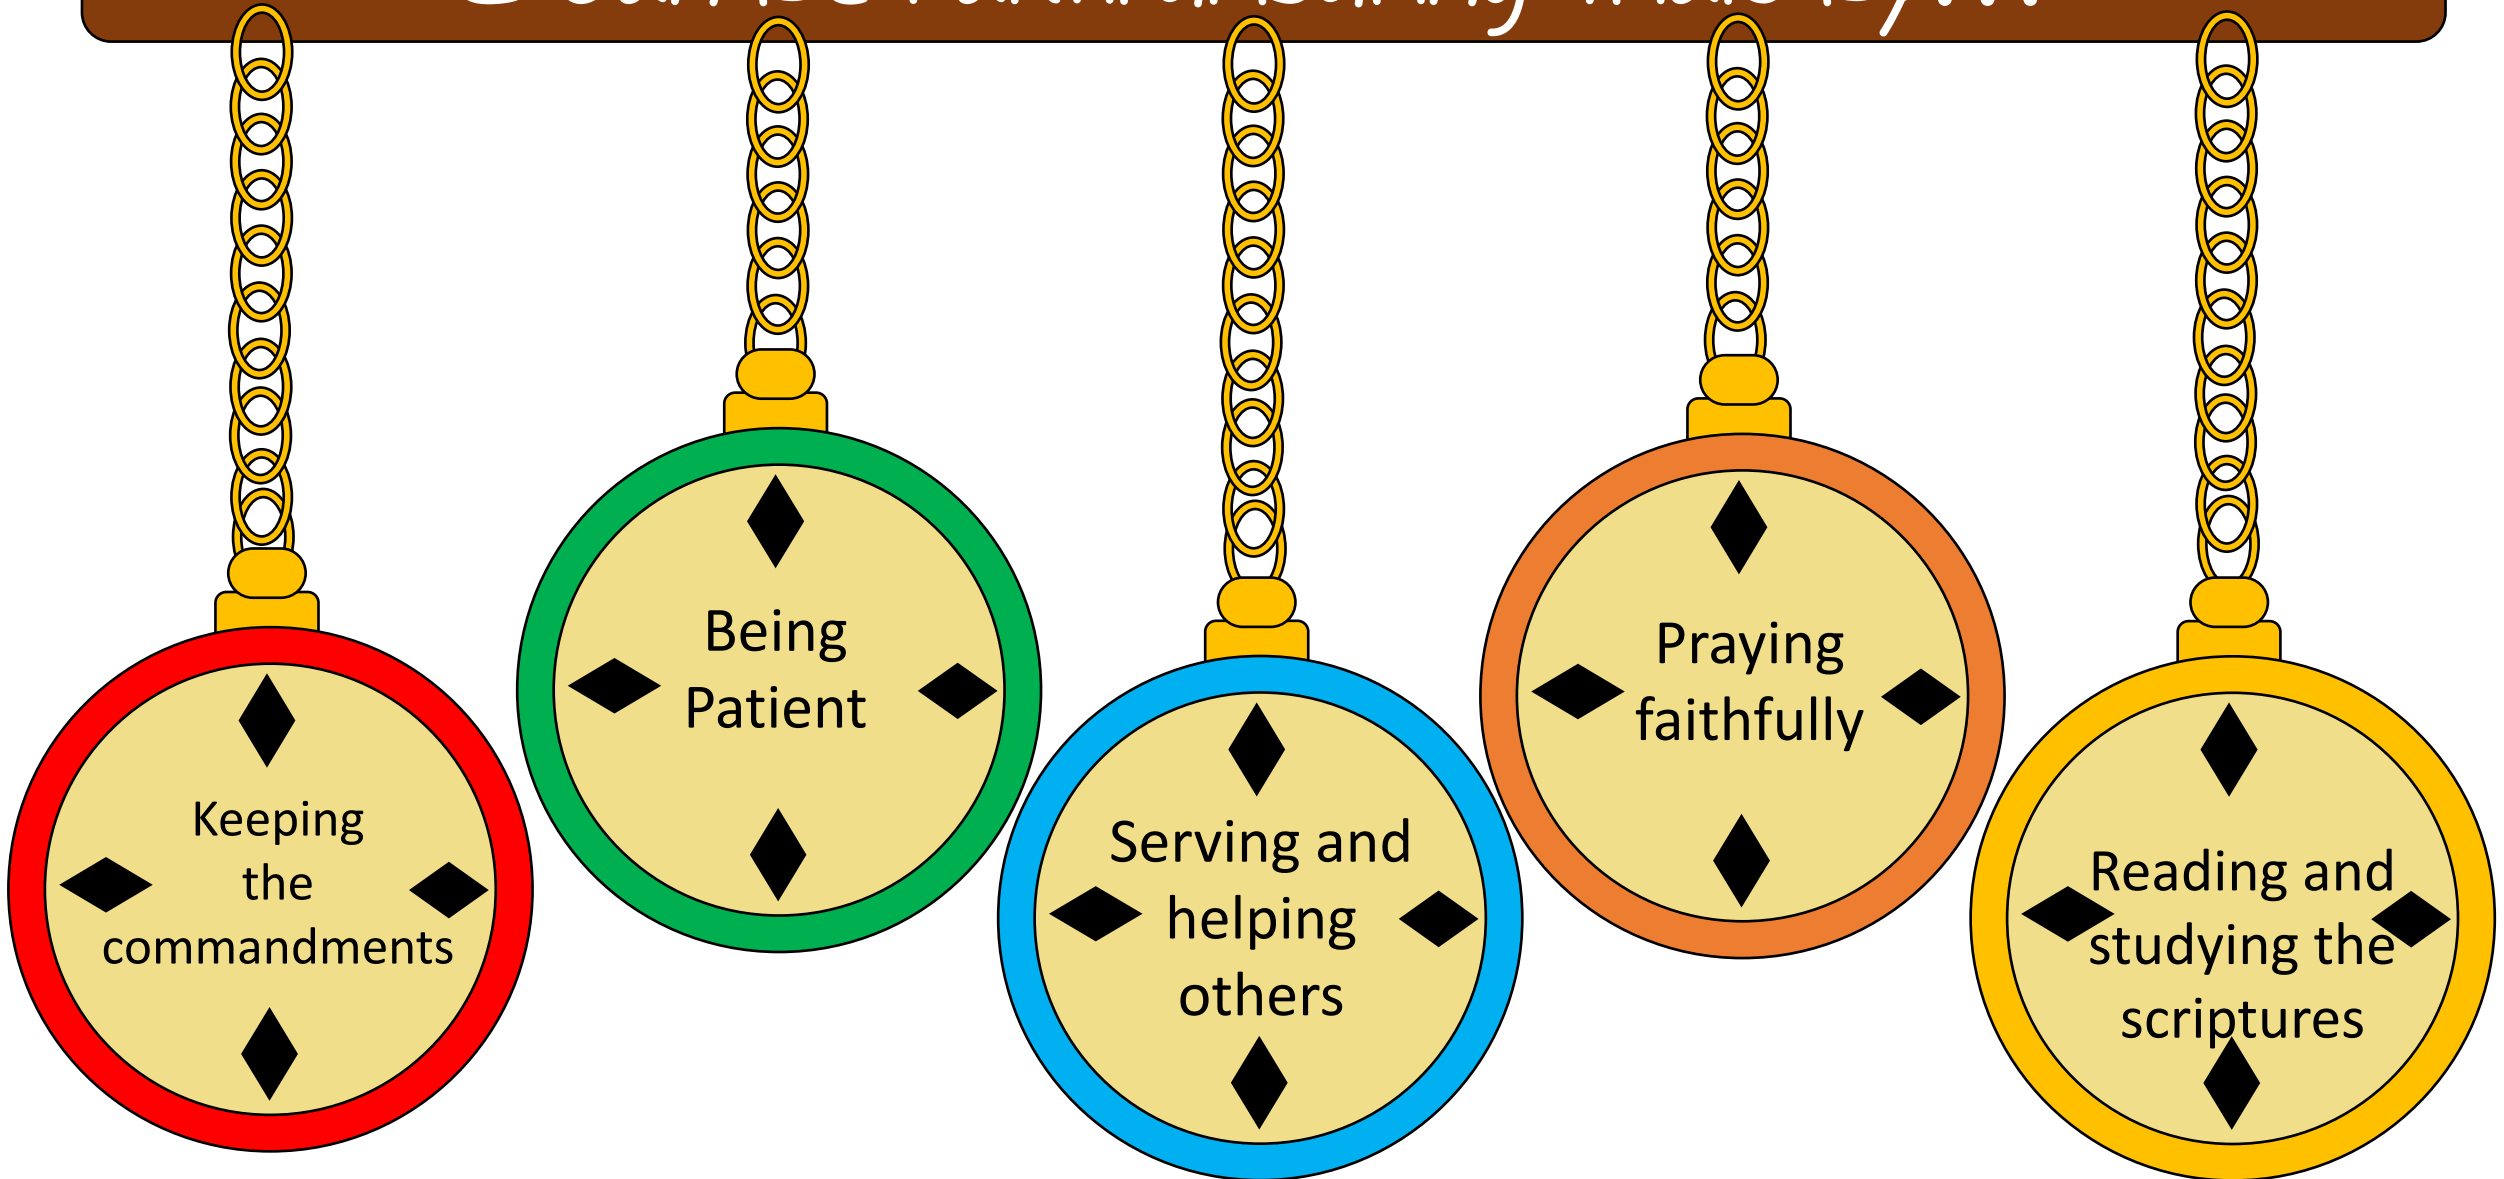 Keeping
the
commandments
Being
Patient
Serving and
helping
others
Praying
faithfully
Reading and
studying the
scriptures